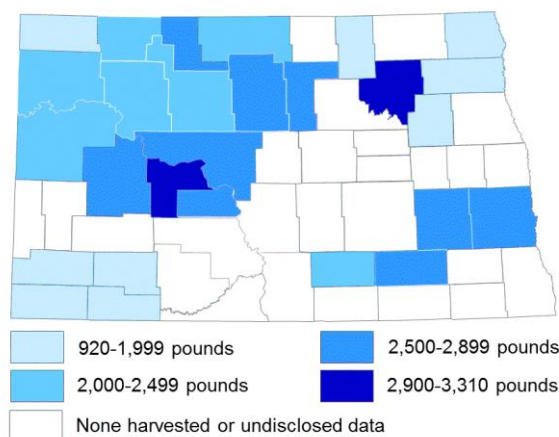 920-1,999 pounds
2,500-2,899 pounds
2,000-2,499 pounds
2,900-3,310 pounds
None harvested or undisclosed data